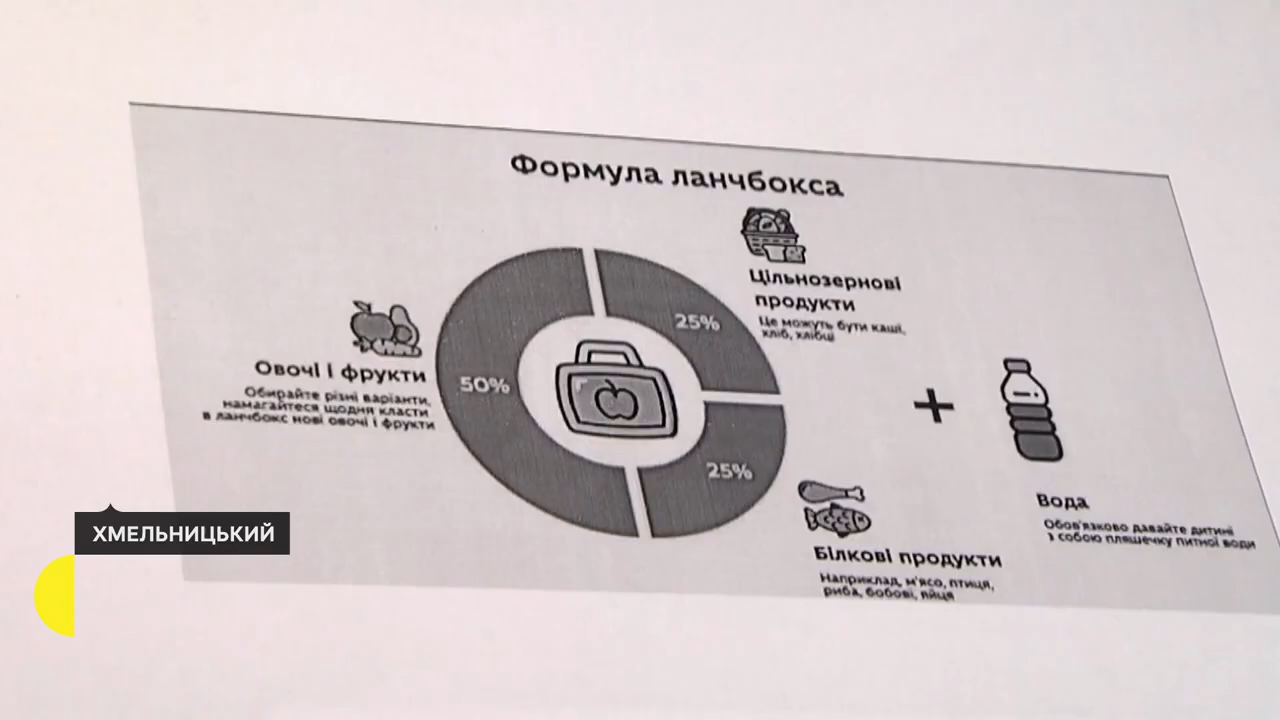 Формула ланчбокса
Цільнозернові
продукти
Це можуть бути каші,
хліб, хлібці
25%
Овочі і фрукти
Обирайте різні варіанти,
намагайтеся щодня класти
в ланчбокс нові овочі і фрукти
50%
25%
+
Білкові продукти
Наприклад, м'ясо, птиця,
риба, бобові, яйця
Вода
Обов'язково давайте дитині
з собою пляшечку питної води
ХМЕЛЬНИЦЬКИЙ